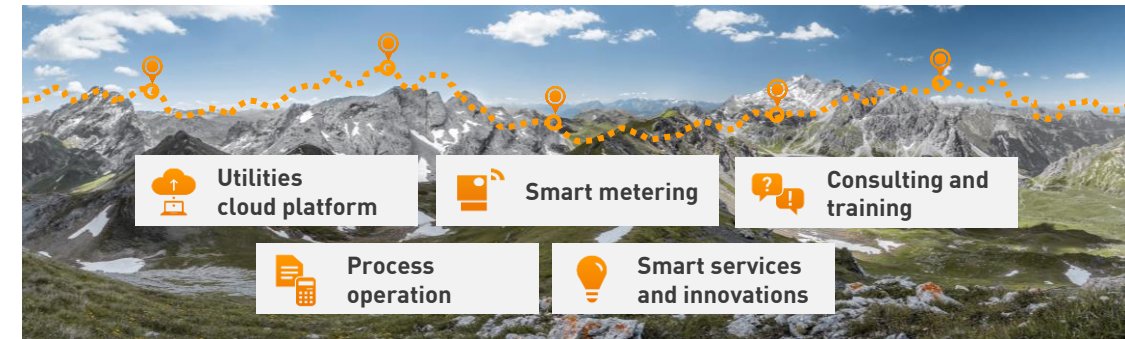 Utilities
cloud platform
Smart metering
Consulting and
training
Process
operation
Smart services
and innovations